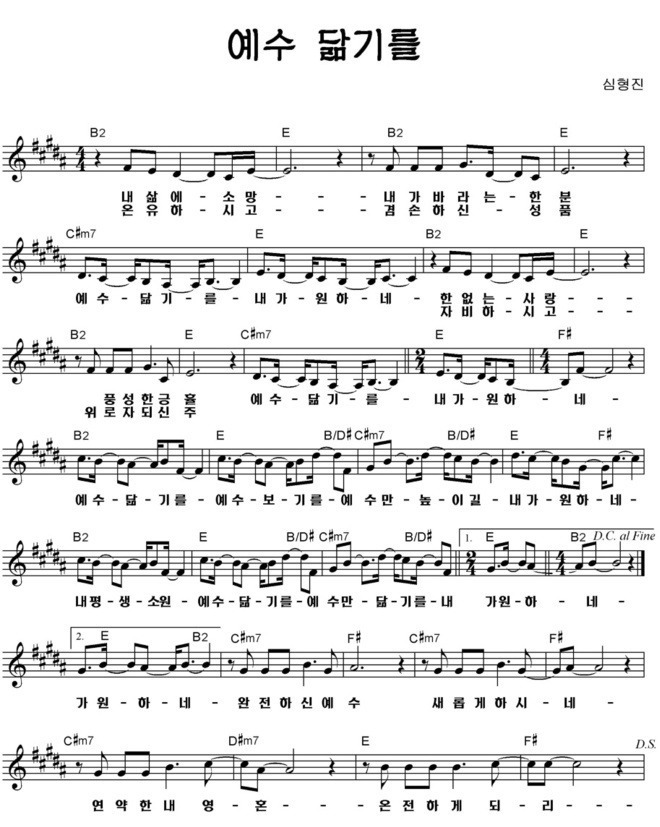 예수 닮기를
심형진
B2 E B2 E
내 삶 에 - 소 망 - - - - 내 가 바 라 는 - 한 분
온 유 하 - 시 고 - - - - 겸 손 하 신 - 성 품
C#m7 E B2 E
예 수 - 닮 기 - 를 - 내 가 - 원 하 - 네 - 한 없 는 - 사 랑 - - -
자 비 하 - 시 고 - - -
B2 E C#m7 E F#
풍 성 한 긍 휼 예 수 - 닮 기 - 를 - 내 가 - 원 하 - 네 -
위 로 자 되 신 주
B2 E B/D# C#m7 B/D# E F#
예 수 - 닮 - 기 를 - 예 수 - 보 - 기 를 - 예 수 만 - 높 - 이 길 - 내 가 - 원 하 - 네 -
B2 E B/D# C#m7 B/D# 1. E B2 D.C. al Fine
내 평 - 생 - 소 원 - 예 수 - 닮 - 기 를 - 예 수 만 - 닮 - 기 를 - 내 가 원 - 하 - 네 -
2. E B2 C#m7 F# C#m7 F#
가 원 - 하 - 네 - 완 전 하 신 예 수 새 롭 게 하 시 - 네 -
C#m7 D#m7 E F# D.S.
연 약 한 내 영 - 혼 - - 온 전 하 게 되 - 리 - -